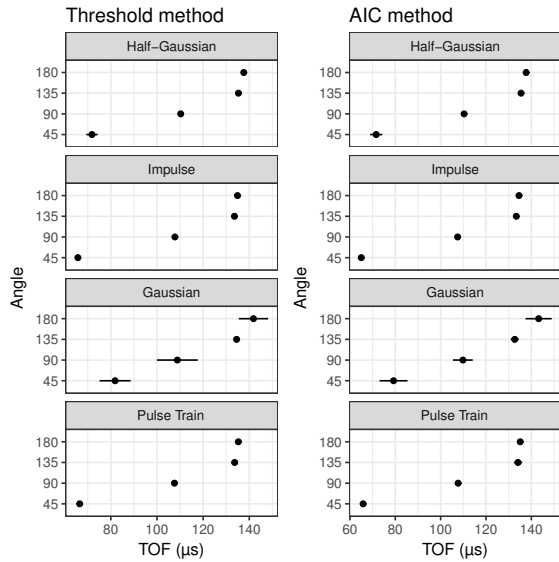 Threshold method
Half−Gaussian
180
135
90
45
Impulse
180
135
90
45
Gaussian
180
135
90
45
Pulse Train
180
135
90
45
80 100 120 140
TOF (μs)
Angle
AIC method
Half−Gaussian
180
135
90
45
Impulse
180
135
90
45
Gaussian
180
135
90
45
Pulse Train
180
135
90
45
60 80 100 120 140
TOF (μs)
Angle